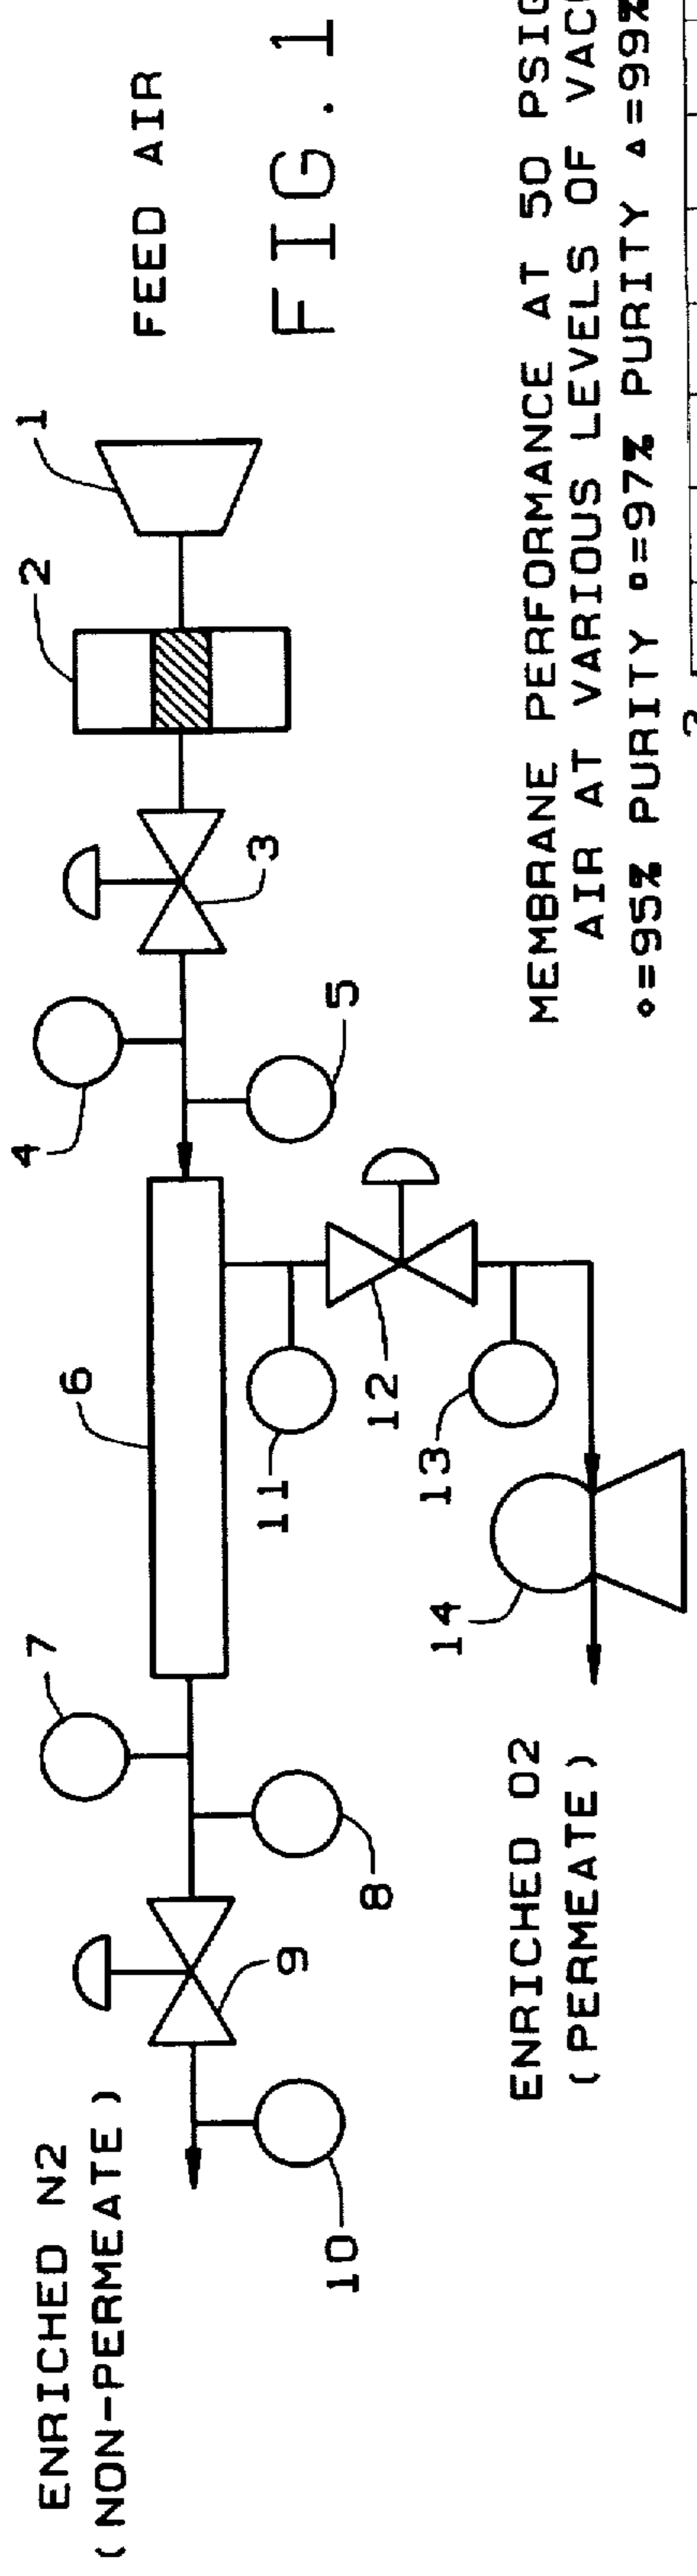 ENRICHED N2
(NON-PERMEATE)
10
9
8
7
6
11
12
13
14
ENRICHED O2
(PERMEATE)
4
5
3
2
1
FEED AIR
FIG. 1
MEMBRANE PERFORMANCE AT 50 PSIG
AIR AT VARIOUS LEVELS OF
◇=95% PURITY □=97% PURITY △=99%